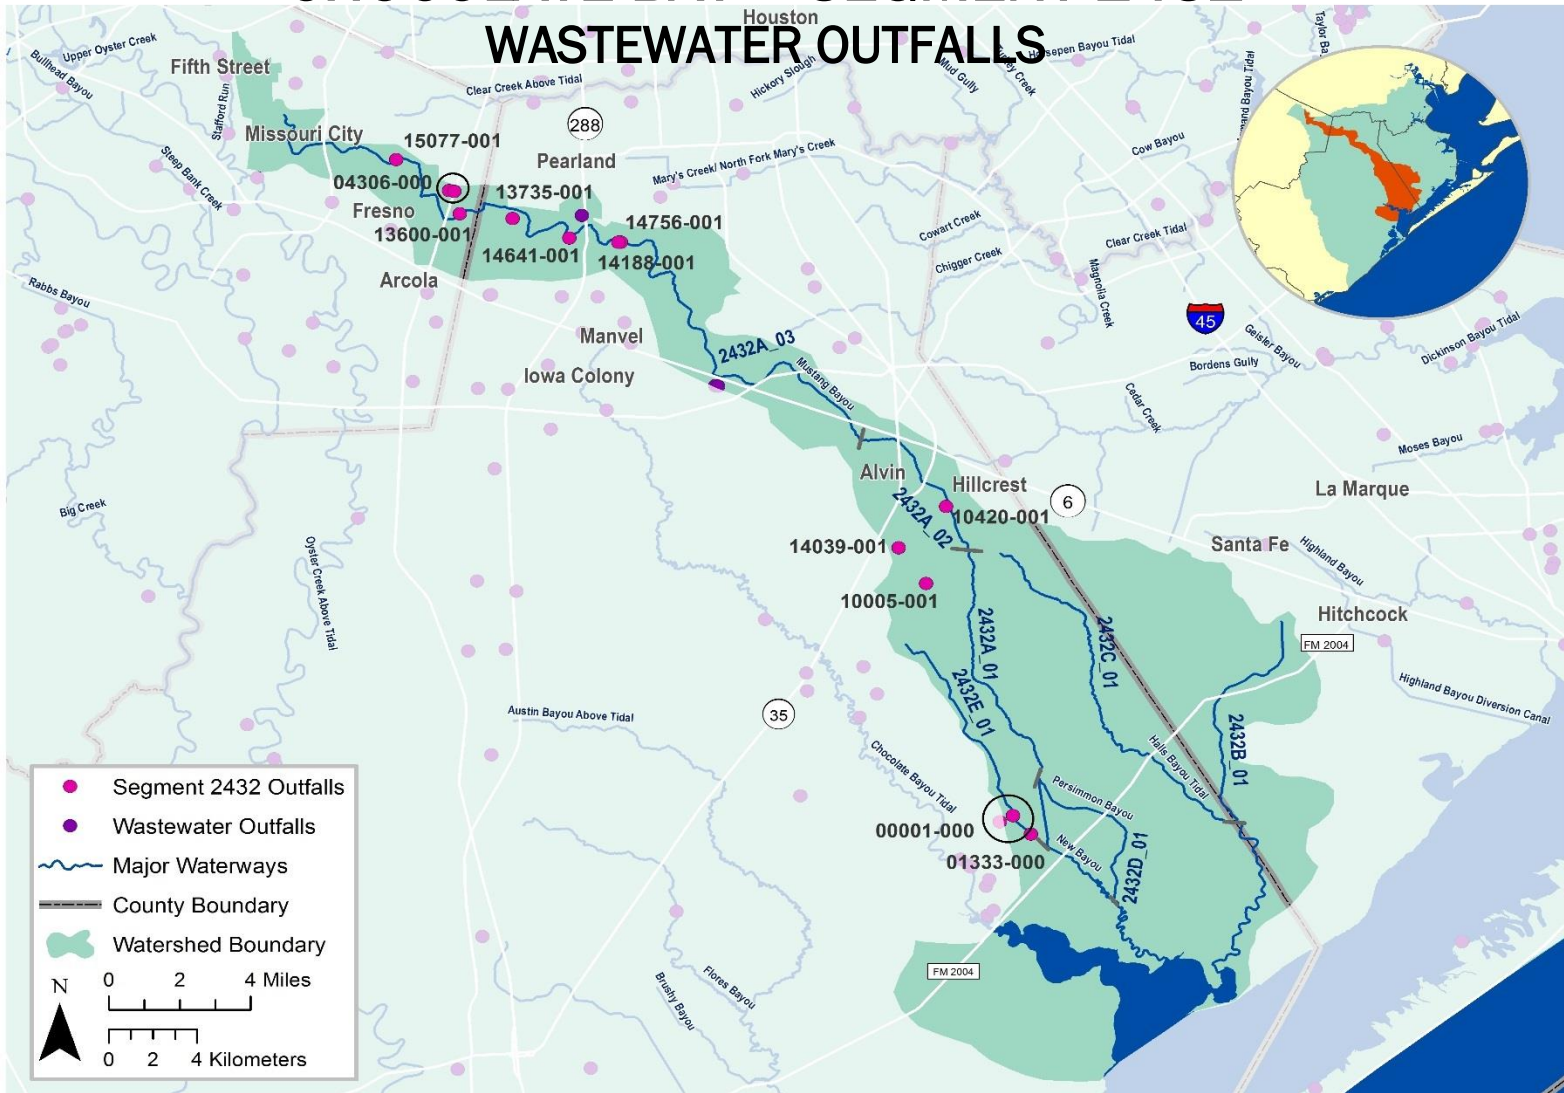 WASTEWATER OUTFALLS
Houston
Upper Oyster Creek
Bullhead Bayou
Fifth Street
Stafford Run
Clear Creek Above Tidal
Hickory Slough
Mud Gully
Horsepen Bayou Tidal
Missouri City
15077-001
288
Pearland
Mary's Creek/ North Fork Mary's Creek
Cow Bayou
Steep Bank Creek
04306-000
13735-001
Fresno
13600-001
14756-001
14641-001
14188-001
Cowart Creek
Clear Creek Tidal
Chigger Creek
Magnolia Creek
Arcola
Rabbs Bayou
Manvel
2432A_03
45
Geisler Bayou
Dickinson Bayou Tidal
Bordens Gully
Iowa Colony
Mustang Bayou
Cedar Creek
Moses Bayou
Alvin
Hillcrest
6
La Marque
2432A_02
10420-001
Big Creek
14039-001
Santa Fe
Highland Bayou
Oyster Creek Above Tidal
10005-001
Hitchcock
2432A_01
2432C_01
FM 2004
2432E_01
Highland Bayou Diversion Canal
35
Austin Bayou Above Tidal
2432B_01
Halls Bayou Tidal
Chocolate Bayou Tidal
Persimmon Bayou
00001-000
01333-000
New Bayou
2432D_01
FM 2004
Flores Bayou
Brushy Bayou
Segment 2432 Outfalls
Wastewater Outfalls
Major Waterways
County Boundary
Watershed Boundary
N
0 2 4 Miles
0 2 4 Kilometers